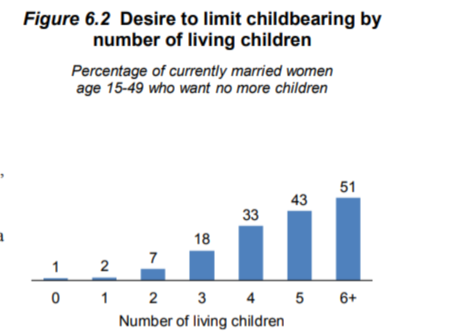 Figure 6.2 Desire to limit childbearing by
number of living children
Percentage of currently married women
age 15-49 who want no more children
,
a
1 2 7 18 33 43 51
0 1 2 3 4 5 6+
Number of living children